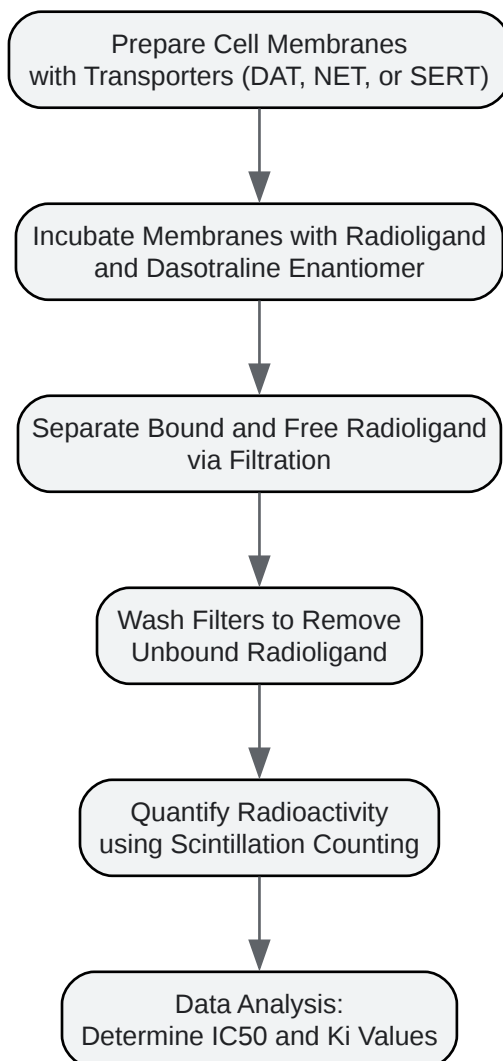 Prepare Cell Membranes
with Transporters (DAT, NET, or SERT)
Incubate Membranes with Radioligand
and Dasotraline Enantiomer
Separate Bound and Free Radioligand
via Filtration
Wash Filters to Remove
Unbound Radioligand
Quantify Radioactivity
using Scintillation Counting
Data Analysis:
Determine IC50 and Ki Values